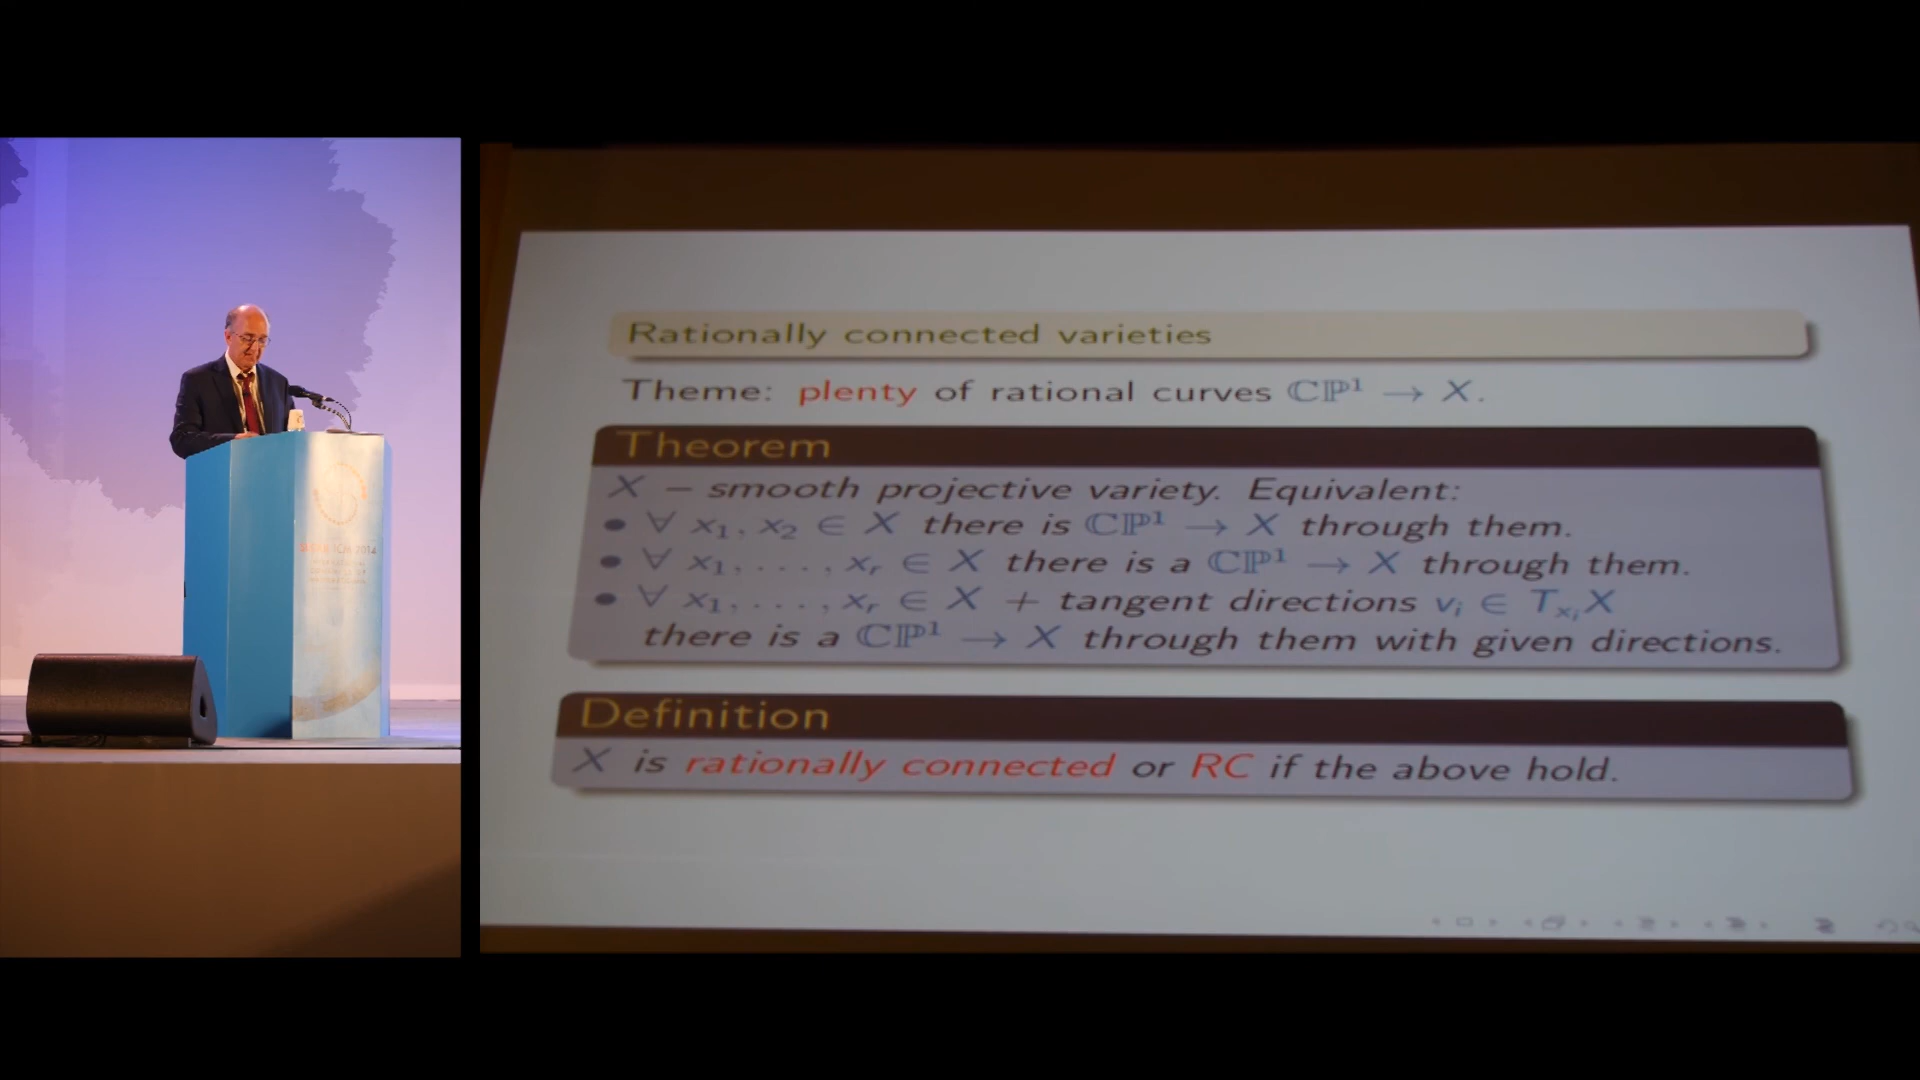 Rationally connected varieties
Theme: plenty of rational curves ℂℙ¹ → X.
Theorem
X – smooth projective variety. Equivalent:
• ∀ x₁, x₂ ∈ X there is ℂℙ¹ → X through them.
• ∀ x₁, . . . , xᵣ ∈ X there is a ℂℙ¹ → X through them.
• ∀ x₁, . . . , xᵣ ∈ X + tangent directions vᵢ ∈ Tₓᵢ X
there is a ℂℙ¹ → X through them with given directions.
Definition
X is rationally connected or RC if the above hold.
ICM 2014